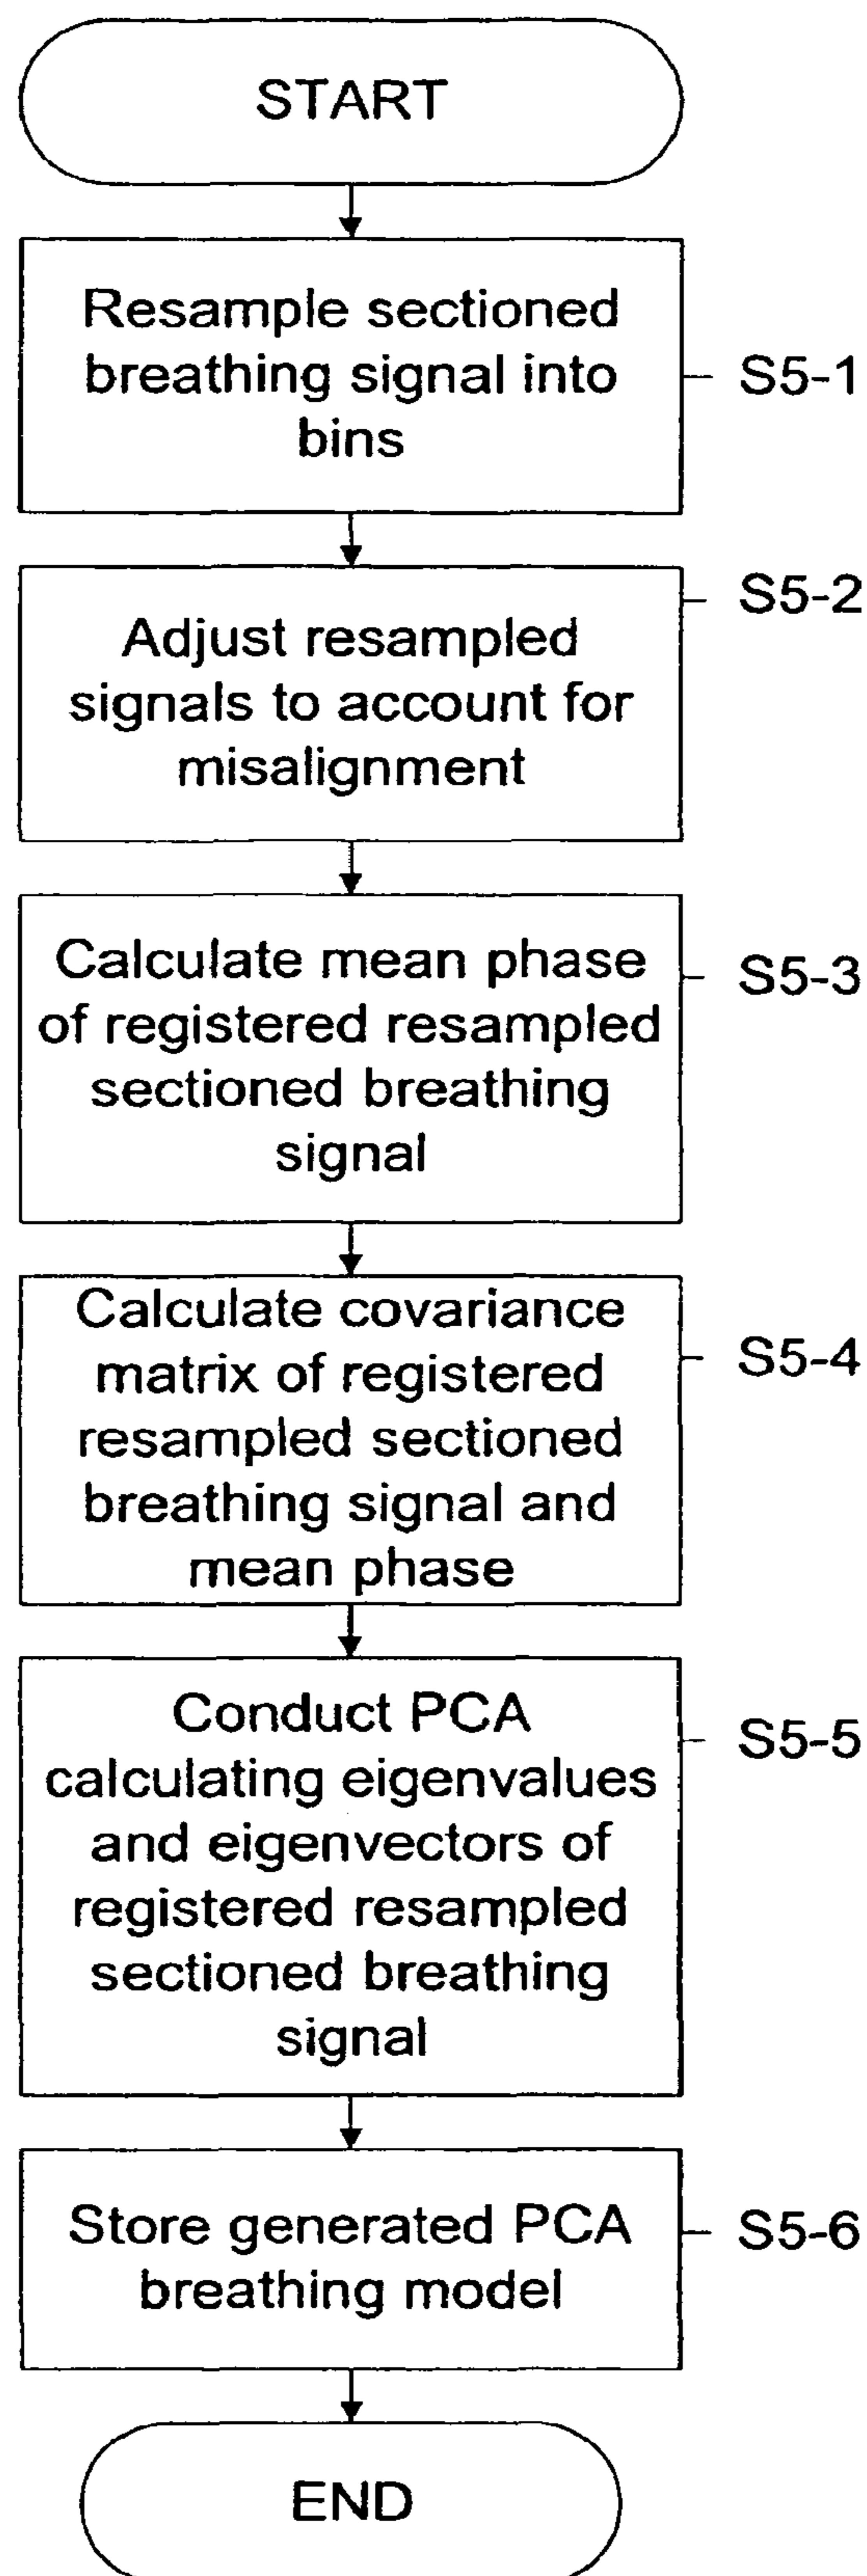 START
Resample sectioned
breathing signal into
bins
S5-1
Adjust resampled
signals to account for
misalignment
S5-2
Calculate mean phase
of registered resampled
sectioned breathing
signal
S5-3
Calculate covariance
matrix of registered
resampled sectioned
breathing signal and
mean phase
S5-4
Conduct PCA
calculating eigenvalues
and eigenvectors of
registered resampled
sectioned breathing
signal
S5-5
Store generated PCA
breathing model
S5-6
END